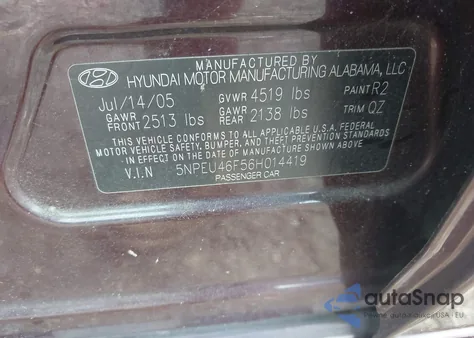 MANUFACTURED BY
HYUNDAI MOTOR MANUFACTURING ALABAMA, LLC
Jul/14/05 GVWR 4519 lbs PAINT R2
GAWR FRONT 2513 lbs GAWR REAR 2138 lbs TRIM QZ
THIS VEHICLE CONFORMS TO ALL APPLICABLE U.S.A. FEDERAL
MOTOR VEHICLE SAFETY, BUMPER, AND THEFT PREVENTION STANDARDS
IN EFFECT ON THE DATE OF MANUFACTURE SHOWN ABOVE.
V.I.N 5NPEU46F56H014419
PASSENGER CAR
autoSnap